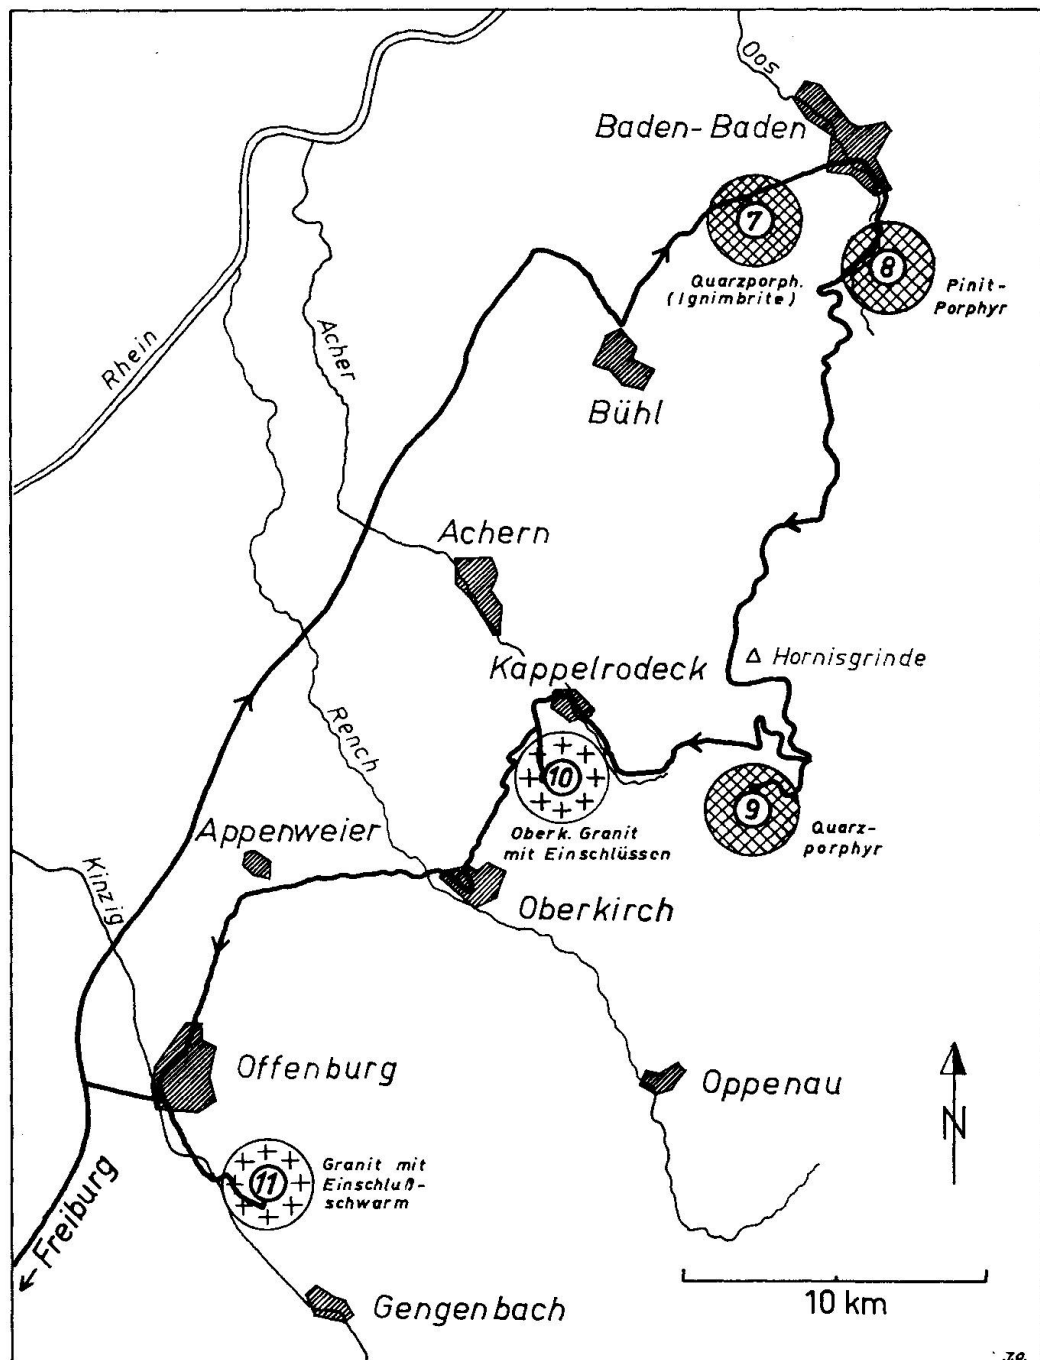 Oos
Baden-Baden
7
Quarzporph.
(Ignimbrite)
8
Pinit-
Porphyr
Rhein
Acher
Bühl
Achern
Hornisgrinde
Kappelrodeck
Rench
10
Oberk. Granit
mit Einschlüssen
9
Quarz-
porphyr
Appenweier
Kinzig
Oberkirch
Offenburg
Oppenau
N
11
Granit mit
Einschluß-
schwarm
Freiburg
10 km
Gengenbach